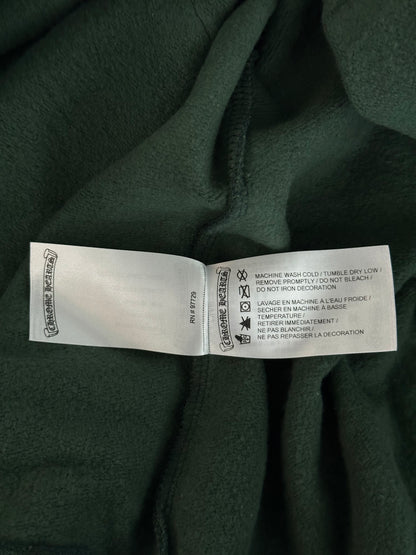 CHROME HEARTS
RN # 97729
CHROME HEARTS
MACHINE WASH COLD / TUMBLE DRY LOW /
REMOVE PROMPTLY / DO NOT BLEACH /
DO NOT IRON DECORATION
LAVAGE EN MACHINE A L'EAU FROIDE /
SECHER EN MACHINE A BASSE
TEMPERATURE /
RETIRER IMMEDIATEMENT /
NE PAS BLANCHIR /
NE PAS REPASSER LA DECORATION